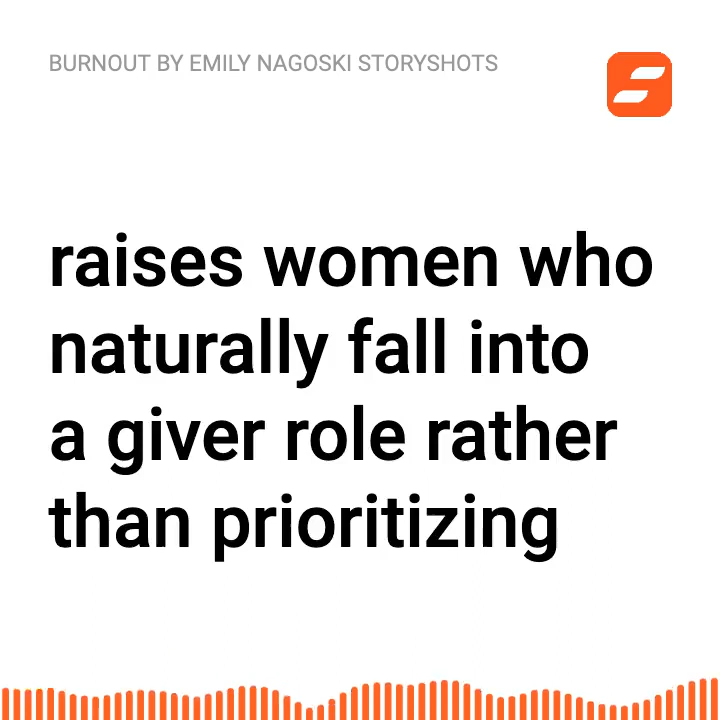 BURNOUT BY EMILY NAGOSKI STORYSHOTS
raises women who
naturally fall into
a giver role rather
than prioritizing